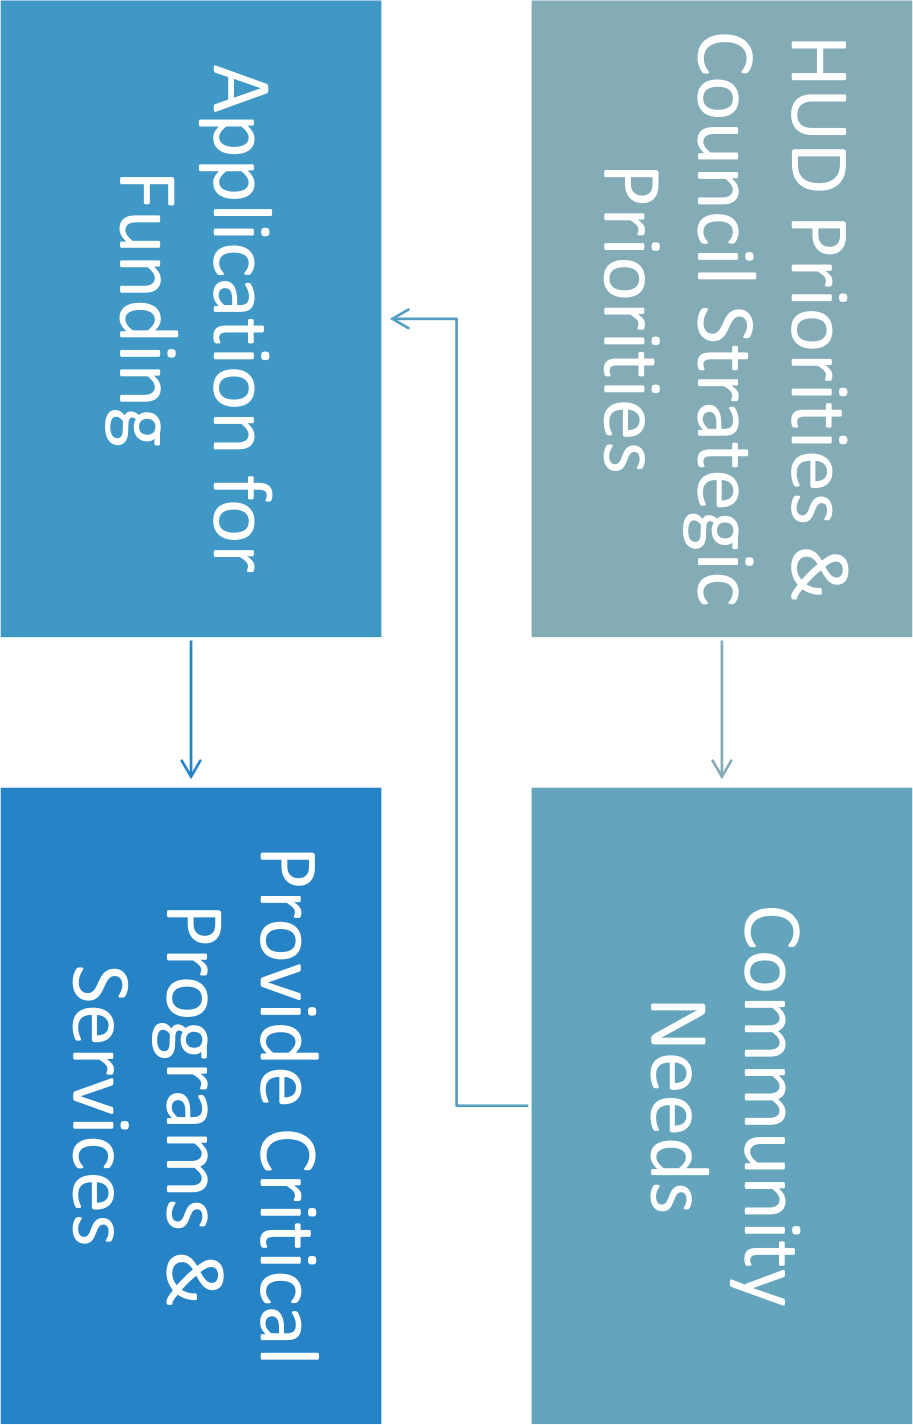 HUD Priorities &
Council Strategic
Priorities
Community
Needs
Application for
Funding
Provide Critical
Programs &
Services